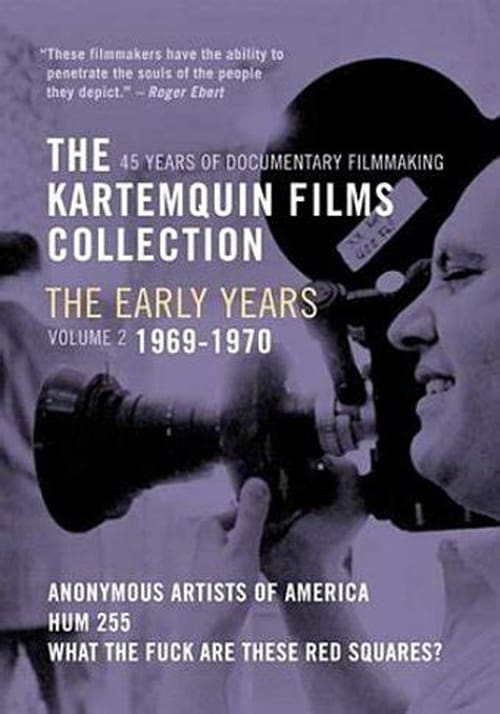 "These filmmakers have the ability to
penetrate the souls of the people
they depict." – Roger Ebert
THE 45 YEARS OF DOCUMENTARY FILMMAKING
KARTEMQUIN FILMS
COLLECTION
THE EARLY YEARS
VOLUME 2 1969-1970
ANONYMOUS ARTISTS OF AMERICA
HUM 255
WHAT THE FUCK ARE THESE RED SQUARES?